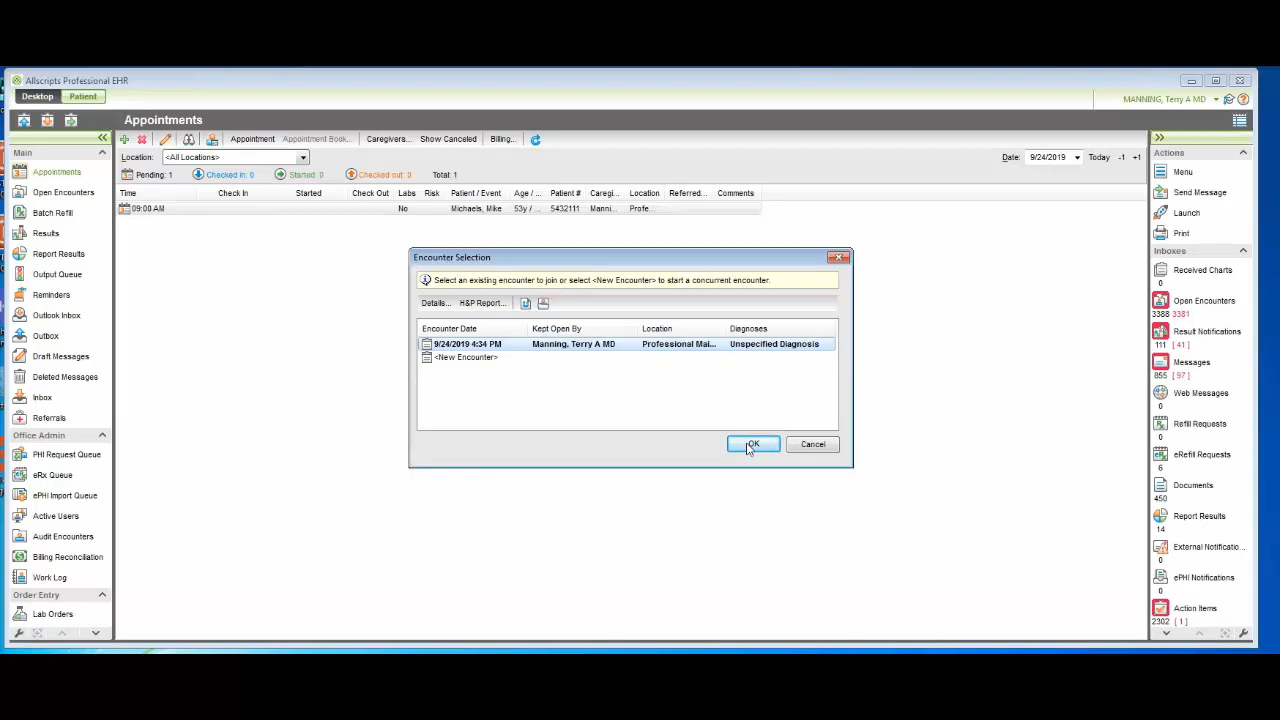 Allscripts Professional EHR
Desktop Patient MANNING, Terry A MD
Appointments
Main
Appointments
Open Encounters
Batch Refill
Results
Report Results
Output Queue
Reminders
Outlook Inbox
Outbox
Draft Messages
Deleted Messages
Inbox
Referrals
Office Admin
PHI Request Queue
eRx Queue
ePHI Import Queue
Active Users
Audit Encounters
Billing Reconciliation
Work Log
Order Entry
Lab Orders
Appointment Appointment Book... Caregivers... Show Canceled Billing...
Location: <All Locations> Date: 9/24/2019 Today -1 +1
Pending: 1 Checked In: 0 Started: 0 Checked out: 0 Total: 1
Time Check In Started Check Out Labs Risk Patient / Event Age / ... Patient # Caregi... Location Referred... Comments
09:00 AM No Michaels, Mike 53y / ... 5432111 Manni... Profe...
Encounter Selection
Select an existing encounter to join or select <New Encounter> to start a concurrent encounter.
Details... H&P Report...
Encounter Date Kept Open By Location Diagnoses
9/24/2019 4:34 PM Manning, Terry A MD Professional Mai... Unspecified Diagnosis
<New Encounter>
OK Cancel
Actions
Menu
Send Message
Launch
Print
Inboxes
Received Charts
0
Open Encounters
3388 3381
Result Notifications
111 [ 41 ]
Messages
855 [ 97 ]
Web Messages
0
Refill Requests
0
eRefill Requests
6
Documents
450
Report Results
14
External Notificatio...
0
ePHI Notifications
0
Action Items
2302 [ 1 ]